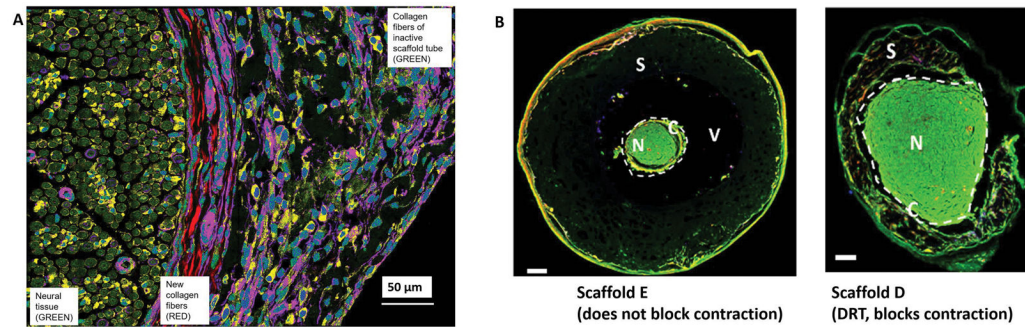 A
Collagen
fibers of
inactive
scaffold tube
(GREEN)
Neural
tissue
(GREEN)
New
collagen
fibers
(RED)
50 μm
B
S
C
N
V
Scaffold E
(does not block contraction)
S
N
C
Scaffold D
(DRT, blocks contraction)